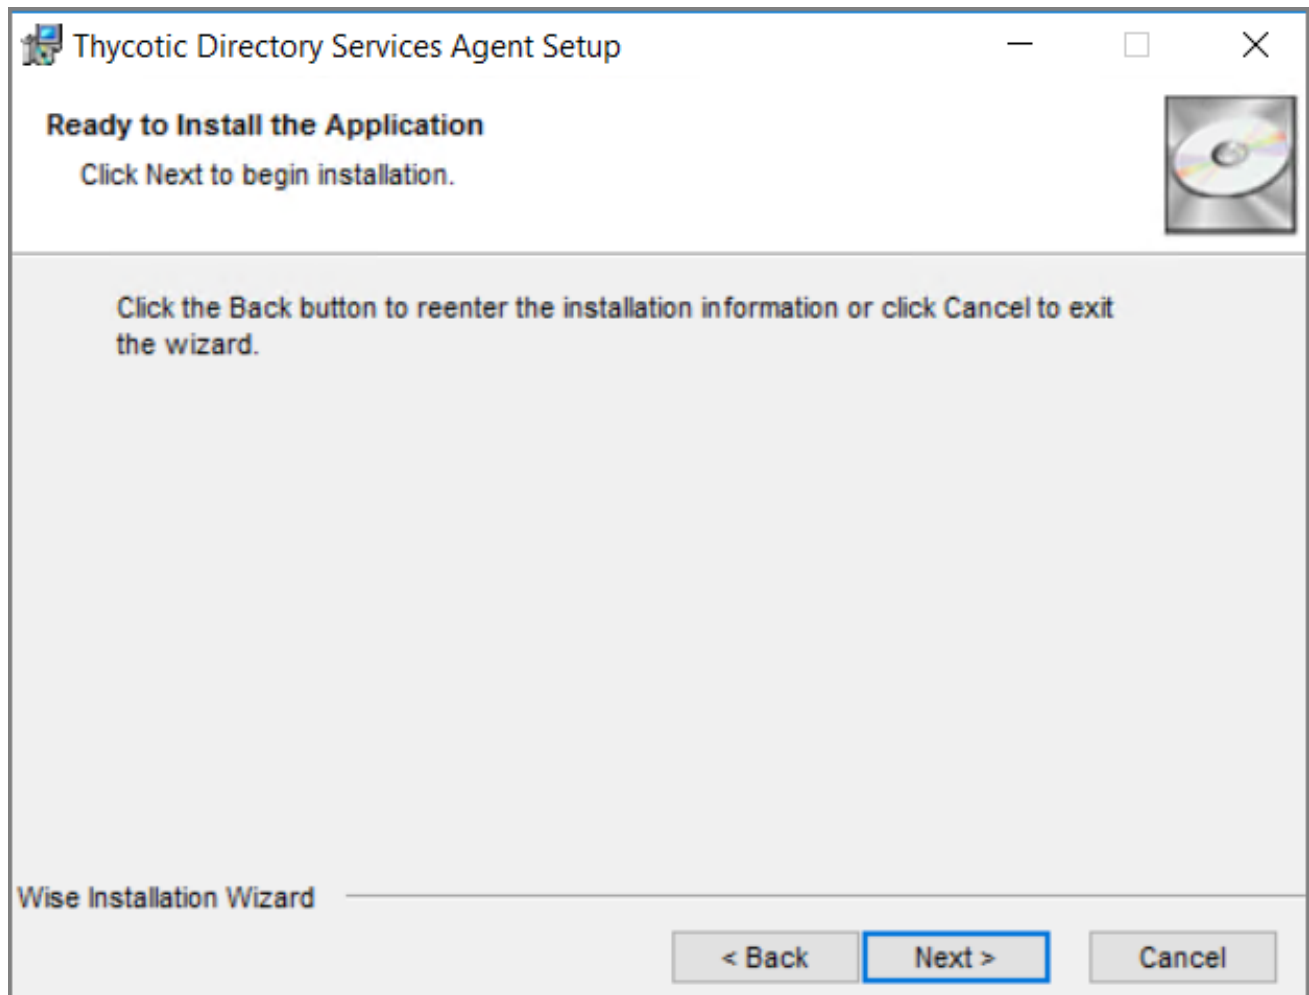 Thycotic Directory Services Agent Setup
Ready to Install the Application
Click Next to begin installation.
Click the Back button to reenter the installation information or click Cancel to exit
the wizard.
Wise Installation Wizard
< Back
Next >
Cancel